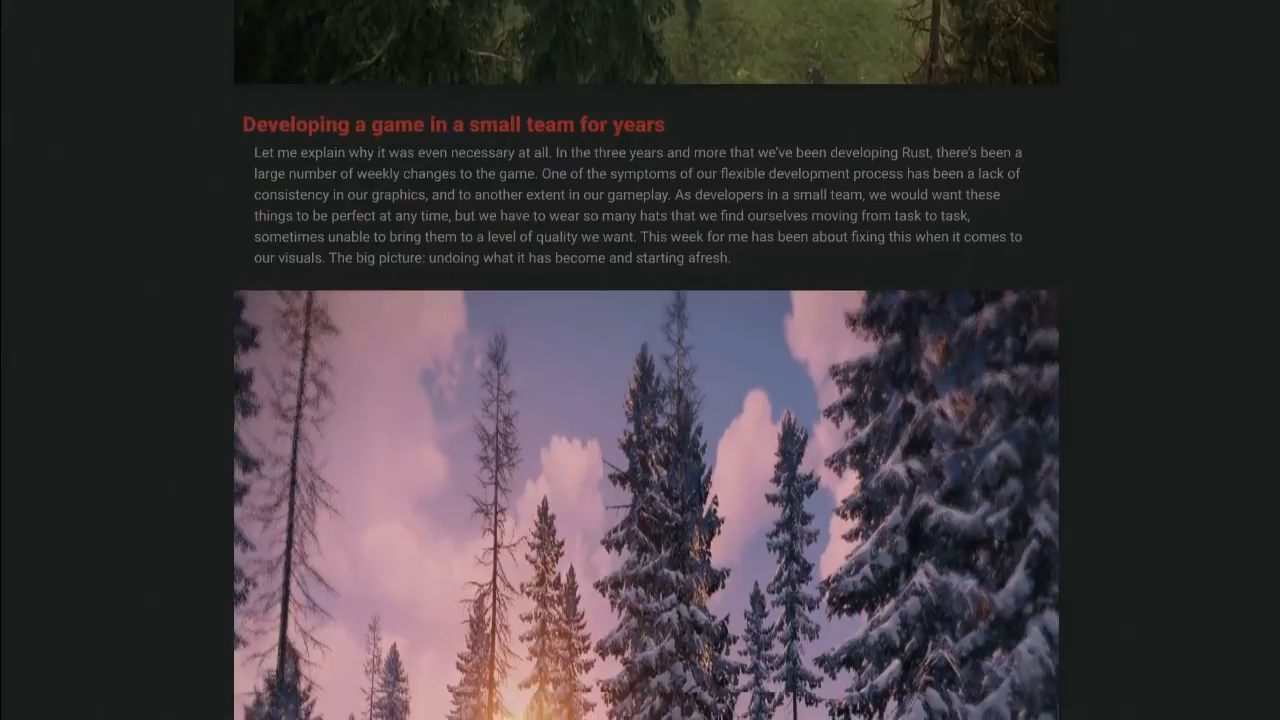 Developing a game in a small team for years
Let me explain why it was even necessary at all. In the three years and more that we've been developing Rust, there's been a
large number of weekly changes to the game. One of the symptoms of our flexible development process has been a lack of
consistency in our graphics, and to another extent in our gameplay. As developers in a small team, we would want these
things to be perfect at any time, but we have to wear so many hats that we find ourselves moving from task to task,
sometimes unable to bring them to a level of quality we want. This week for me has been about fixing this when it comes to
our visuals. The big picture: undoing what it has become and starting afresh.